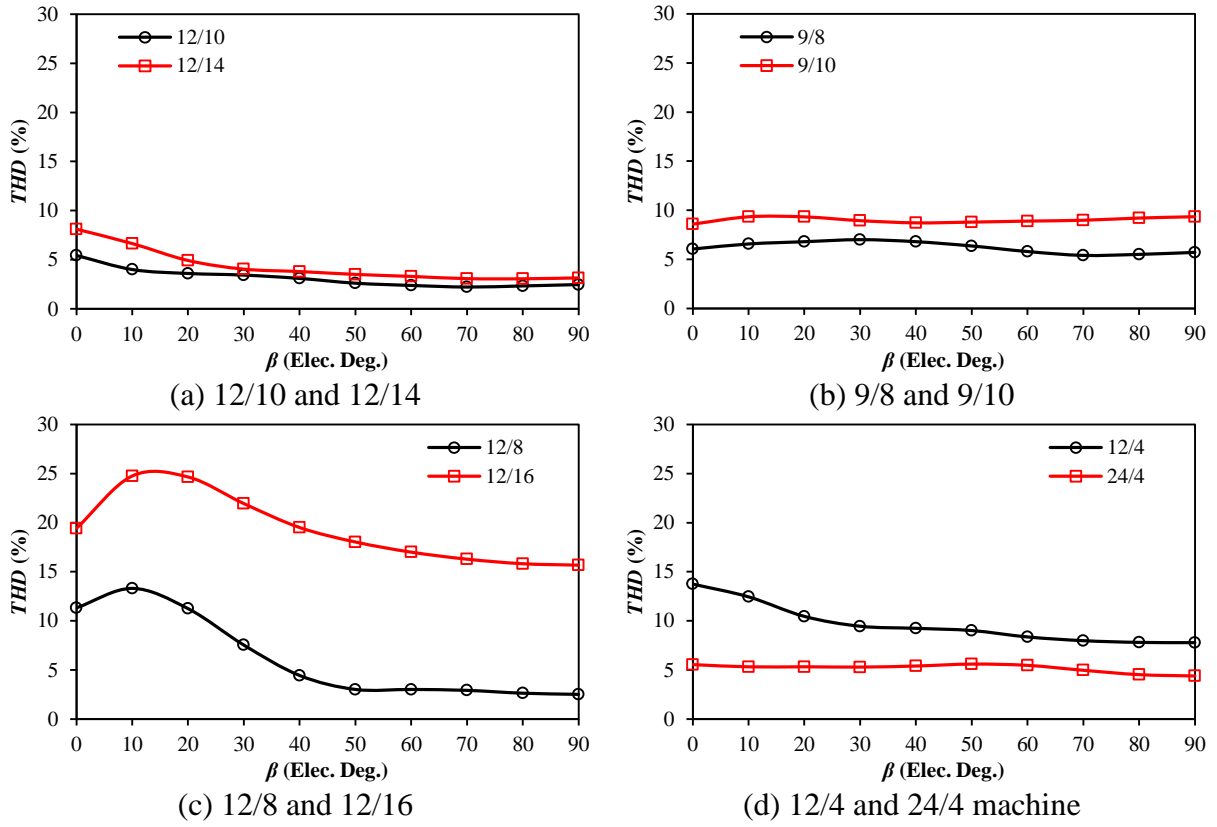 12/10
12/14
30
25
20
15
10
5
0
THD (%)
0 10 20 30 40 50 60 70 80 90
β (Elec. Deg.)
(a) 12/10 and 12/14
9/8
9/10
30
25
20
15
10
5
0
THD (%)
0 10 20 30 40 50 60 70 80 90
β (Elec. Deg.)
(b) 9/8 and 9/10
12/8
12/16
30
25
20
15
10
5
0
THD (%)
0 10 20 30 40 50 60 70 80 90
β (Elec. Deg.)
(c) 12/8 and 12/16
12/4
24/4
30
25
20
15
10
5
0
THD (%)
0 10 20 30 40 50 60 70 80 90
β (Elec. Deg.)
(d) 12/4 and 24/4 machine